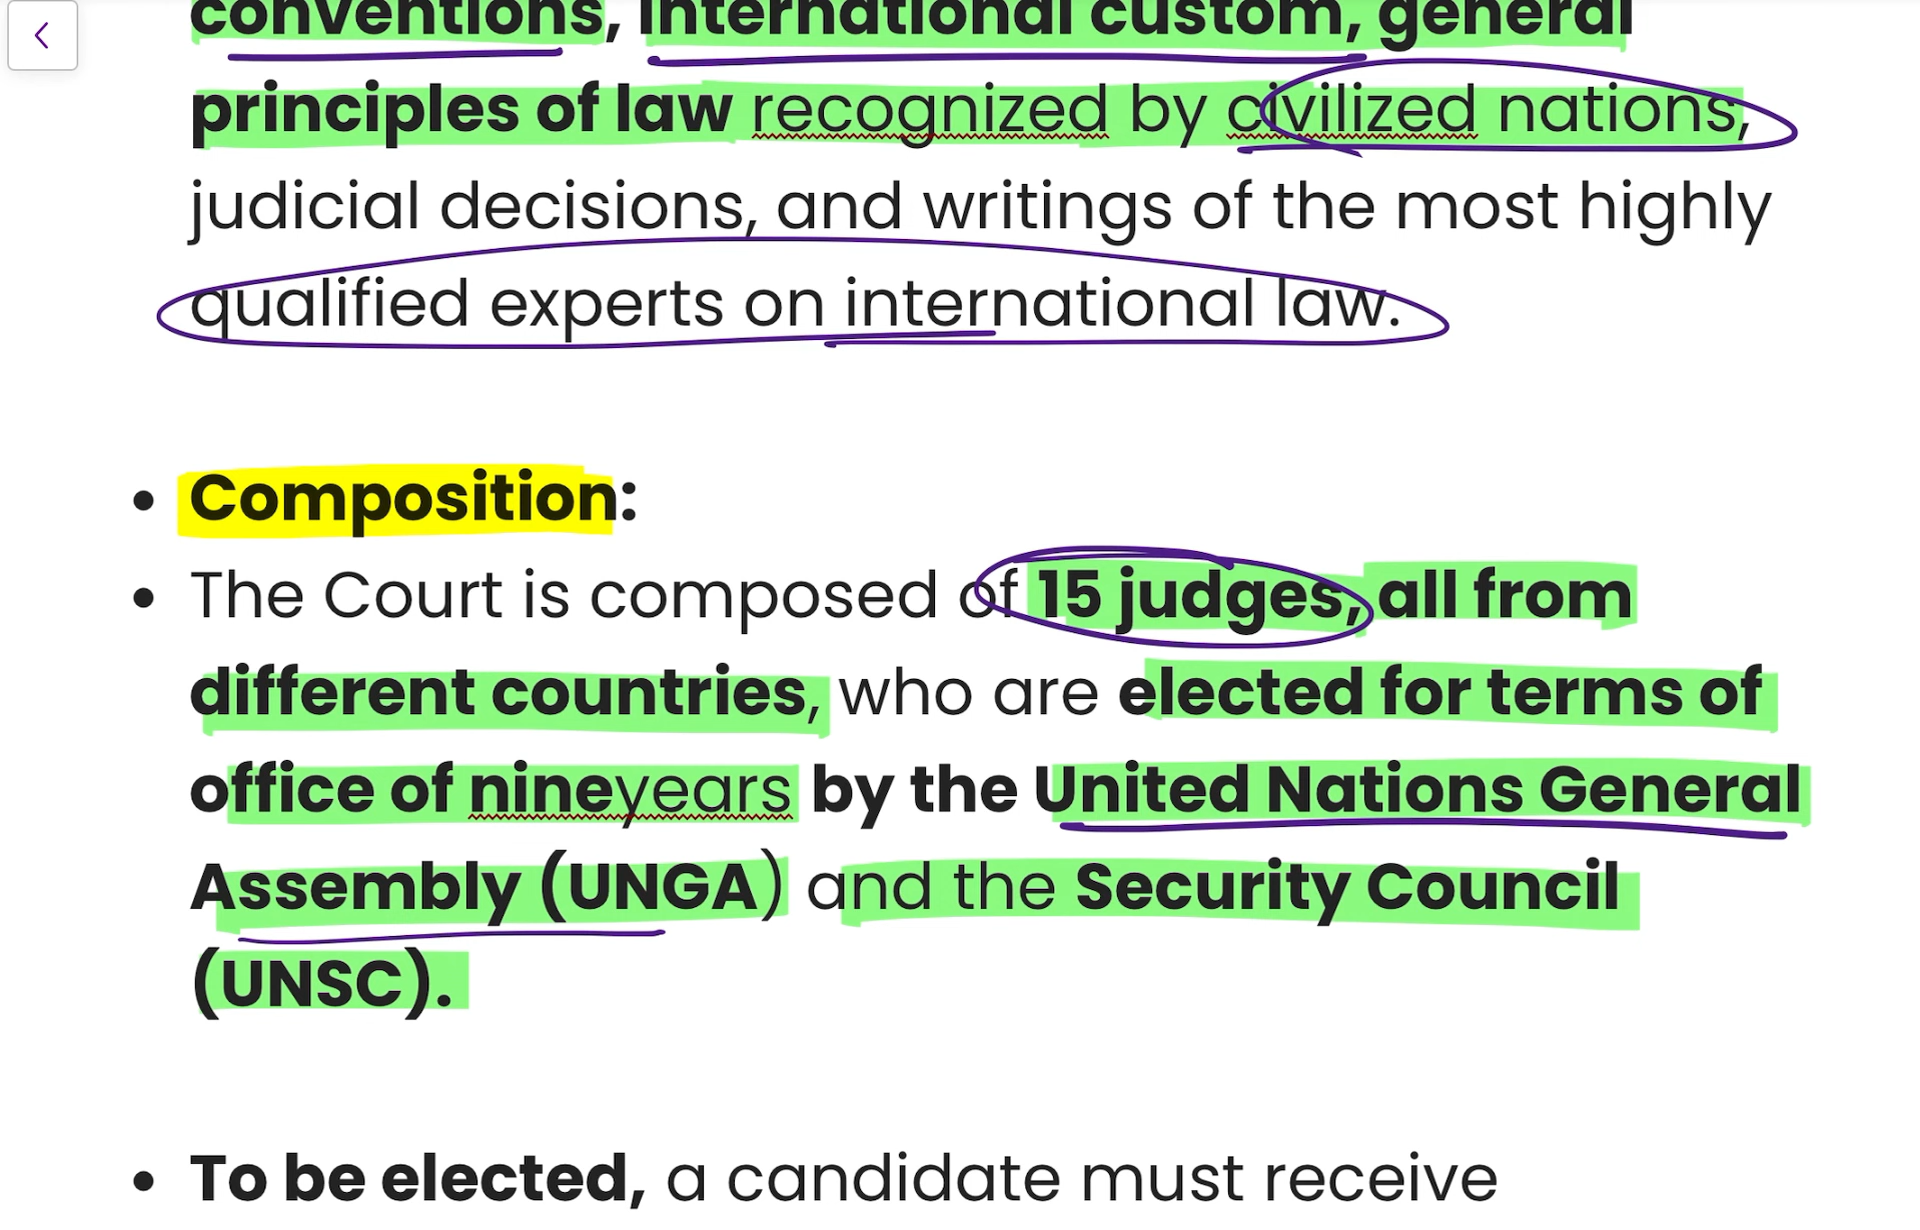 conventions, international custom, general
principles of law recognized by civilized nations,
judicial decisions, and writings of the most highly
qualified experts on international law.
• Composition:
• The Court is composed of 15 judges, all from
different countries, who are elected for terms of
office of nineyears by the United Nations General
Assembly (UNGA) and the Security Council
(UNSC).
• To be elected, a candidate must receive